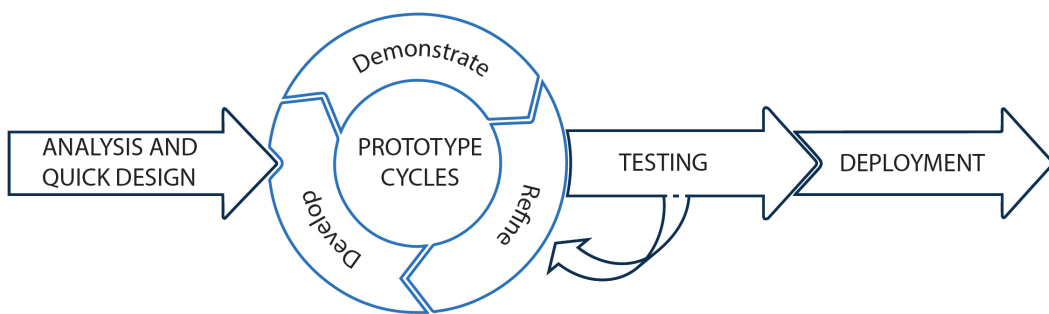 ANALYSIS AND
QUICK DESIGN
Demonstrate
PROTOTYPE
CYCLES
Develop
Refine
TESTING
DEPLOYMENT